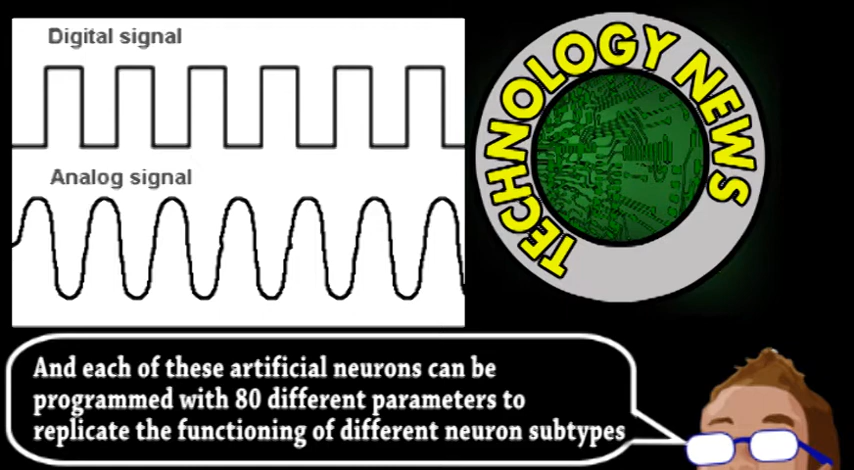 Digital signal
Analog signal
TECHNOLOGY NEWS
And each of these artificial neurons can be
programmed with 80 different parameters to
replicate the functioning of different neuron subtypes